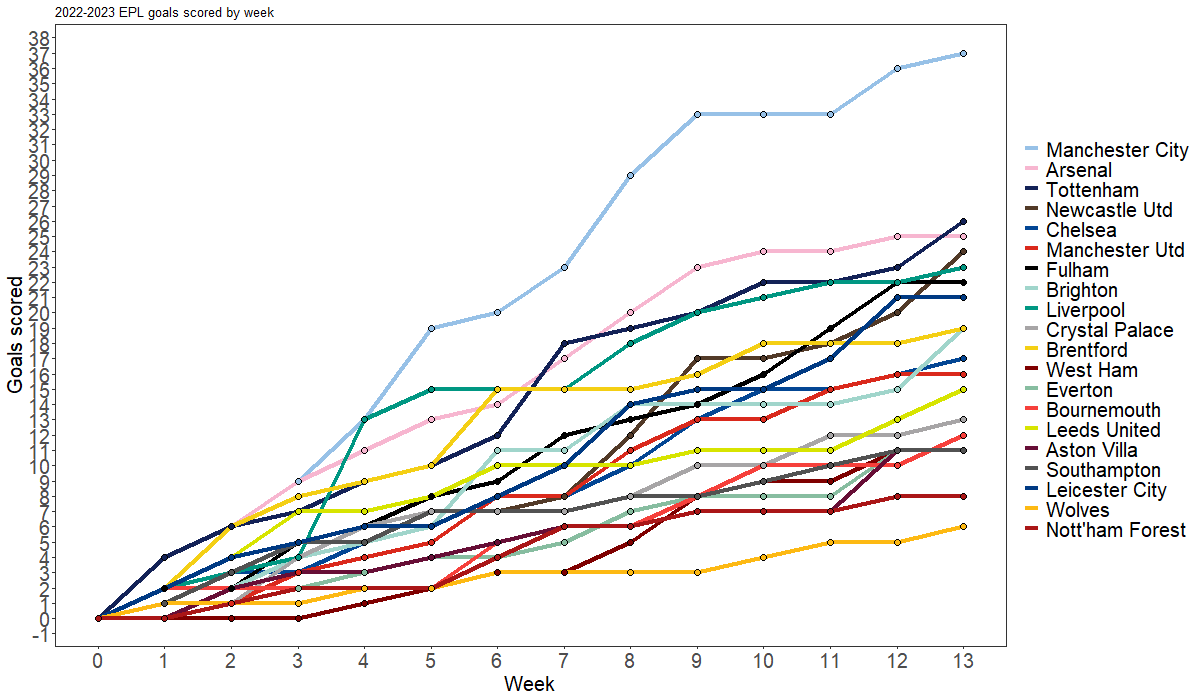 2022-2023 EPL goals scored by week
Goals scored
38
37
36
35
34
33
32
31
30
29
28
27
26
25
24
23
22
21
20
19
18
17
16
15
14
13
12
11
10
9
8
7
6
5
4
3
2
1
0
-1
0 1 2 3 4 5 6 7 8 9 10 11 12 13
Week
Manchester City
Arsenal
Tottenham
Newcastle Utd
Chelsea
Manchester Utd
Fulham
Brighton
Liverpool
Crystal Palace
Brentford
West Ham
Everton
Bournemouth
Leeds United
Aston Villa
Southampton
Leicester City
Wolves
Nott'ham Forest